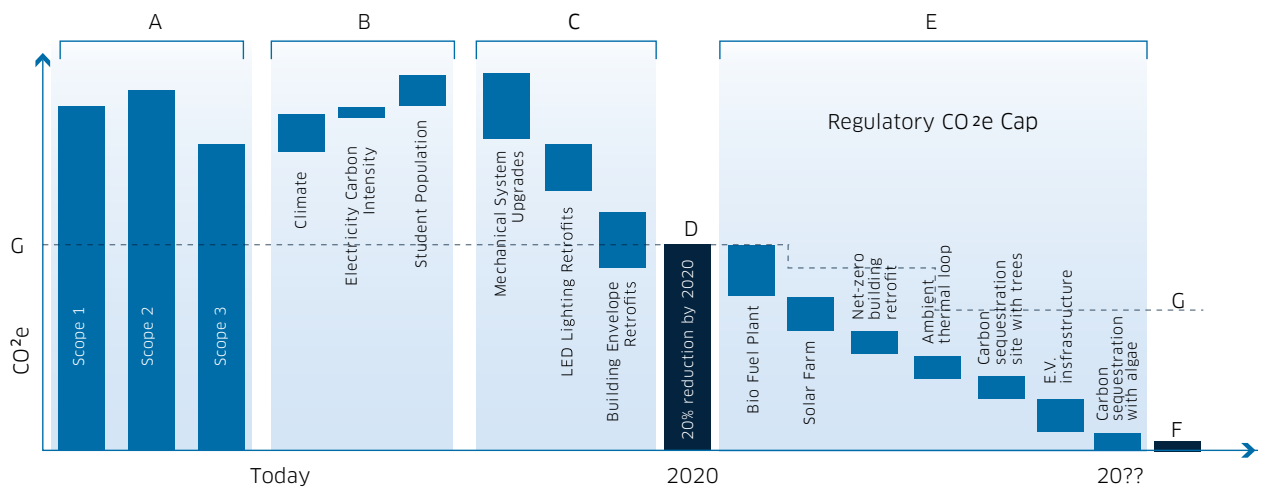 A
B
C
E
Regulatory CO²e Cap
G
D
G
F
CO²e
Scope 1
Scope 2
Scope 3
Climate
Electricity Carbon
Intensity
Student Population
Mechanical System
Upgrades
LED Lighting Retrofits
Building Envelope
Retrofits
20% reduction by 2020
Bio Fuel Plant
Solar Farm
Net-zero
building
retrofit
Ambient
thermal loop
Carbon
sequestration
site with trees
E.V.
insfrastructure
Carbon
sequestration
with algae
Today
2020
20??